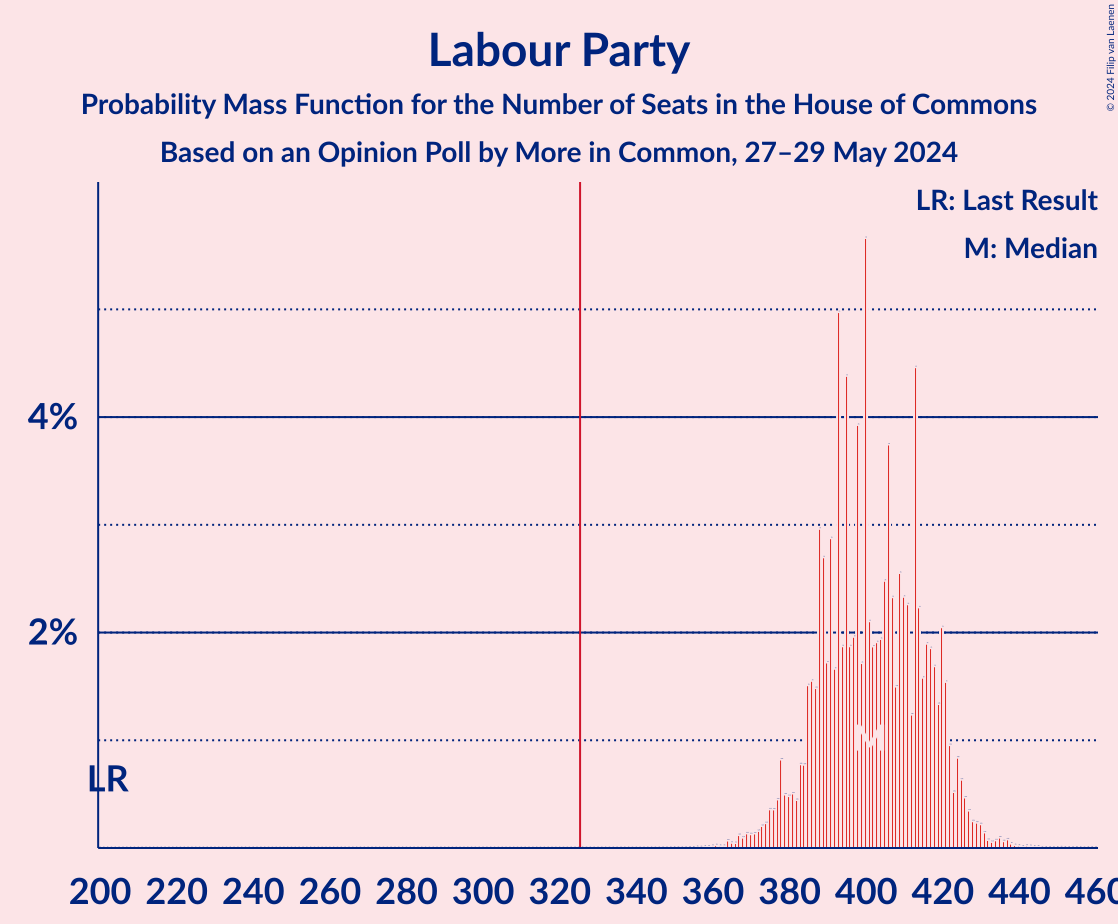 Labour Party
Probability Mass Function for the Number of Seats in the House of Commons
Based on an Opinion Poll by More in Common, 27–29 May 2024
© 2024 Filip van Laenen
LR: Last Result
M: Median
4%
2%
LR
M
200 220 240 260 280 300 320 340 360 380 400 420 440 460